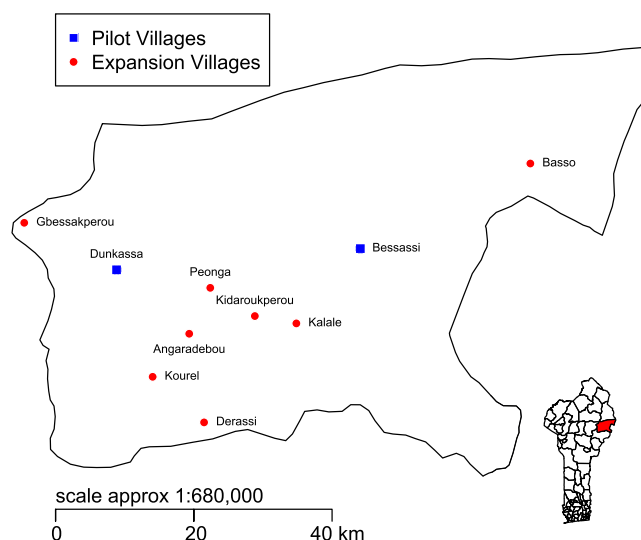 Pilot Villages
Expansion Villages
Basso
Gbessakperou
Bessassi
Dunkassa
Peonga
Kidaroukperou
Kalale
Angaradebou
Kourel
Derassi
scale approx 1:680,000
0 20 40 km